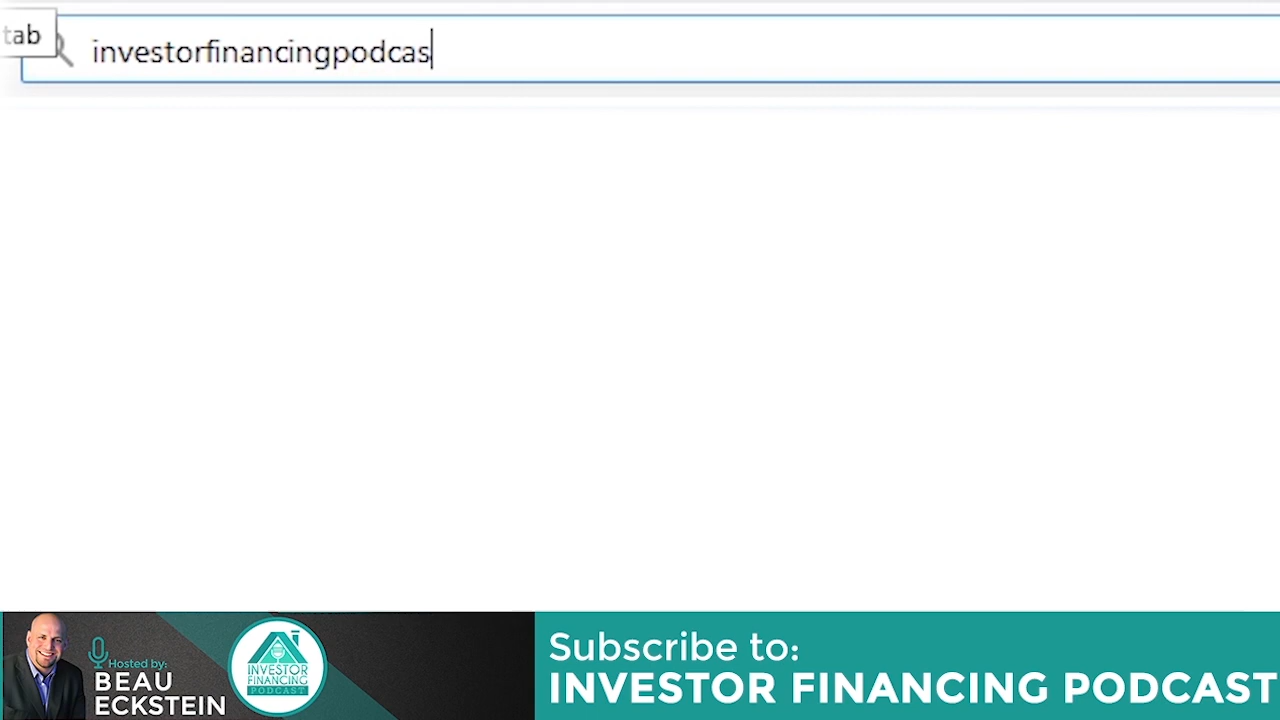 tab
investorfinancingpodcas
Hosted by:
BEAU
ECKSTEIN
INVESTOR
FINANCING
PODCAST
Subscribe to:
INVESTOR FINANCING PODCAST